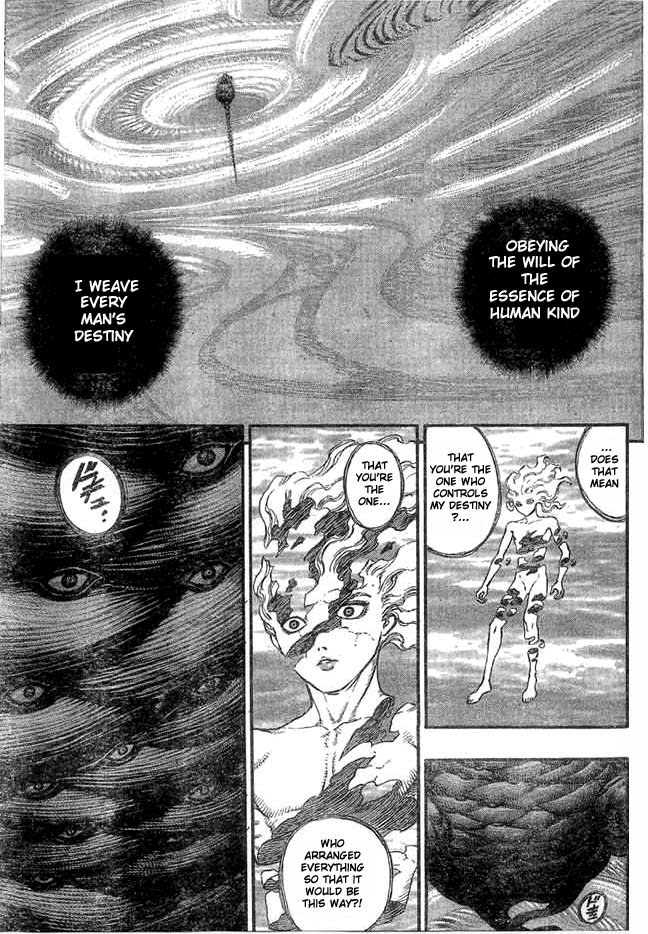 OBEYING
THE WILL OF
THE
ESSENCE OF
HUMAN KIND
I WEAVE
EVERY
MAN'S
DESTINY
...
DOES
THAT
MEAN
THAT
YOU'RE THE
ONE WHO
CONTROLS
MY DESTINY
?...
THAT
YOU'RE
THE
ONE...
WHO
ARRANGED
EVERYTHING
SO THAT IT
WOULD BE
THIS WAY?!